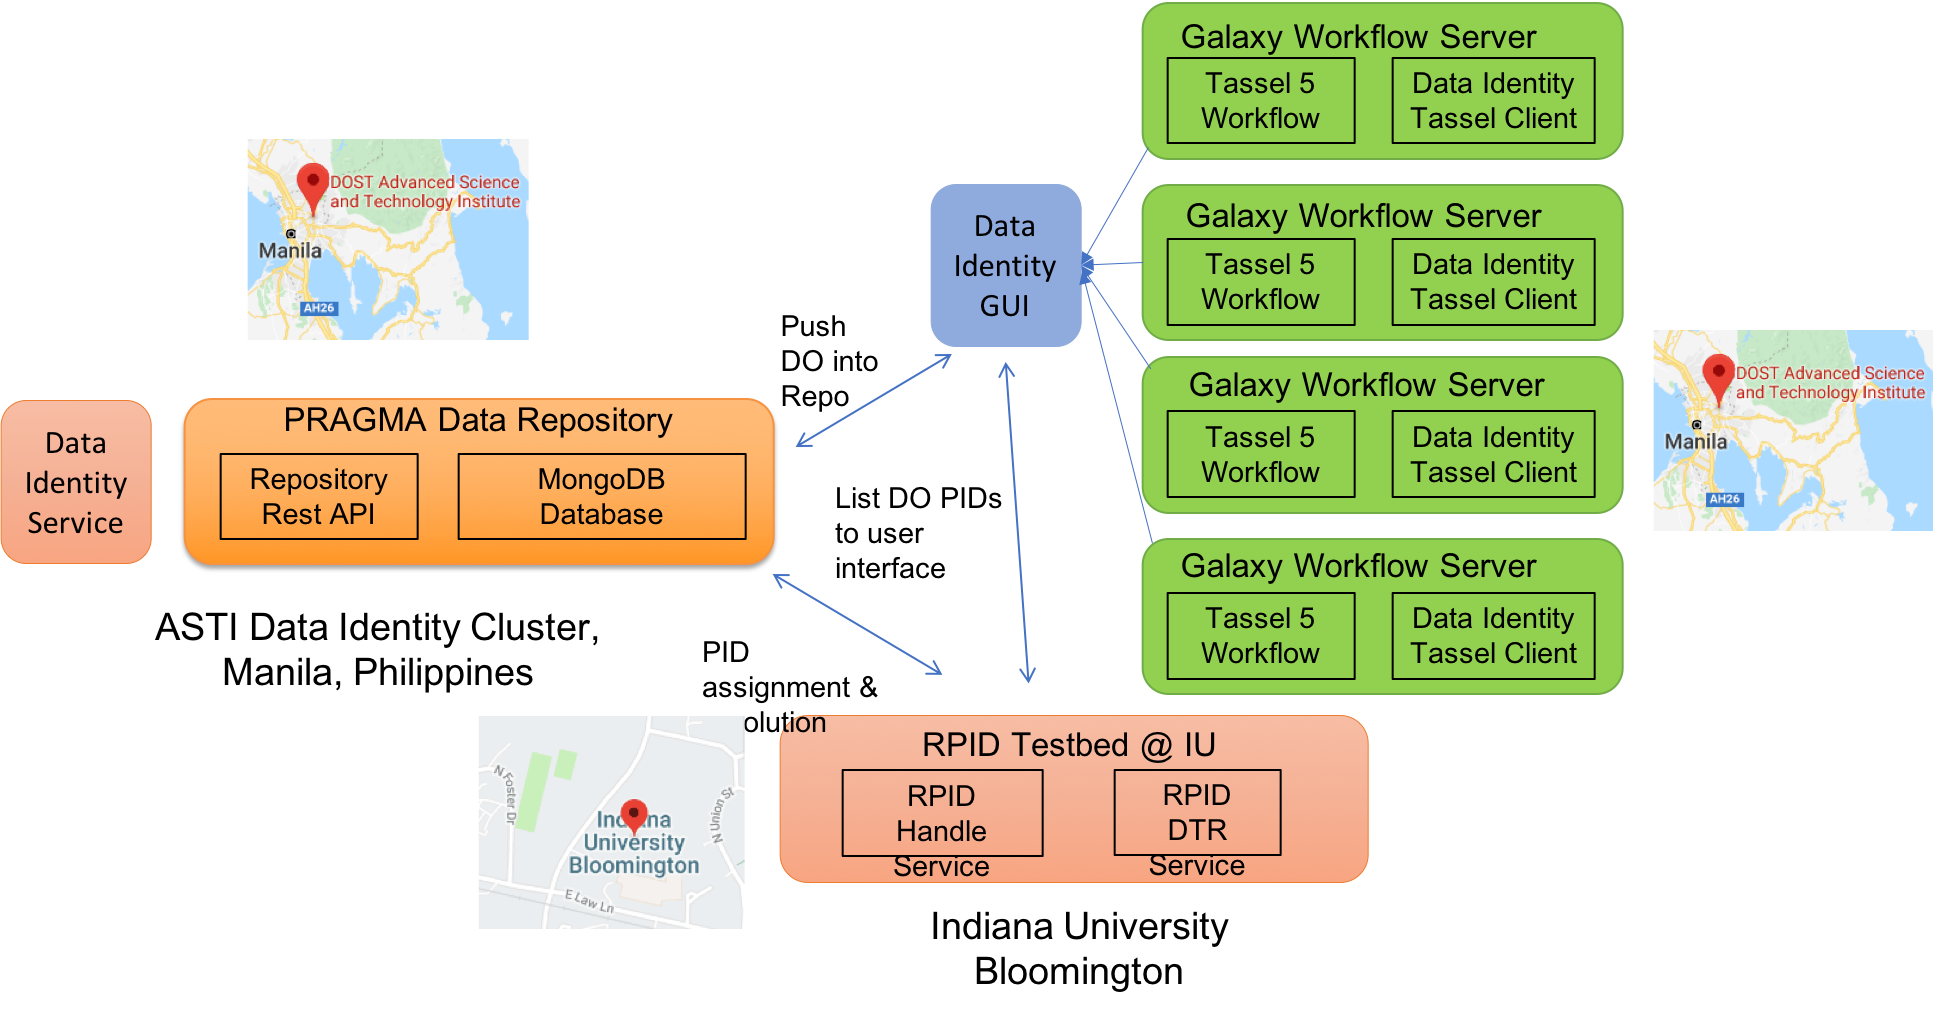 Galaxy Workflow Server
Tassel 5
Workflow
Data Identity
Tassel Client
Galaxy Workflow Server
Tassel 5
Workflow
Data Identity
Tassel Client
Galaxy Workflow Server
Tassel 5
Workflow
Data Identity
Tassel Client
Galaxy Workflow Server
Tassel 5
Workflow
Data Identity
Tassel Client
DOST Advanced Science
and Technology Institute
Manila
AH26
Data
Identity
GUI
Push
DO into
Repo
DOST Advanced Science
and Technology Institute
Manila
AH26
Data
Identity
Service
PRAGMA Data Repository
Repository
Rest API
MongoDB
Database
List DO PIDs
to user
interface
ASTI Data Identity Cluster,
Manila, Philippines
PID
assignment &
olution
N Foster Dr
N Union St
Indiana
University
Bloomington
E Law Ln
RPID Testbed @ IU
RPID
Handle
Service
RPID
DTR
Service
Indiana University
Bloomington